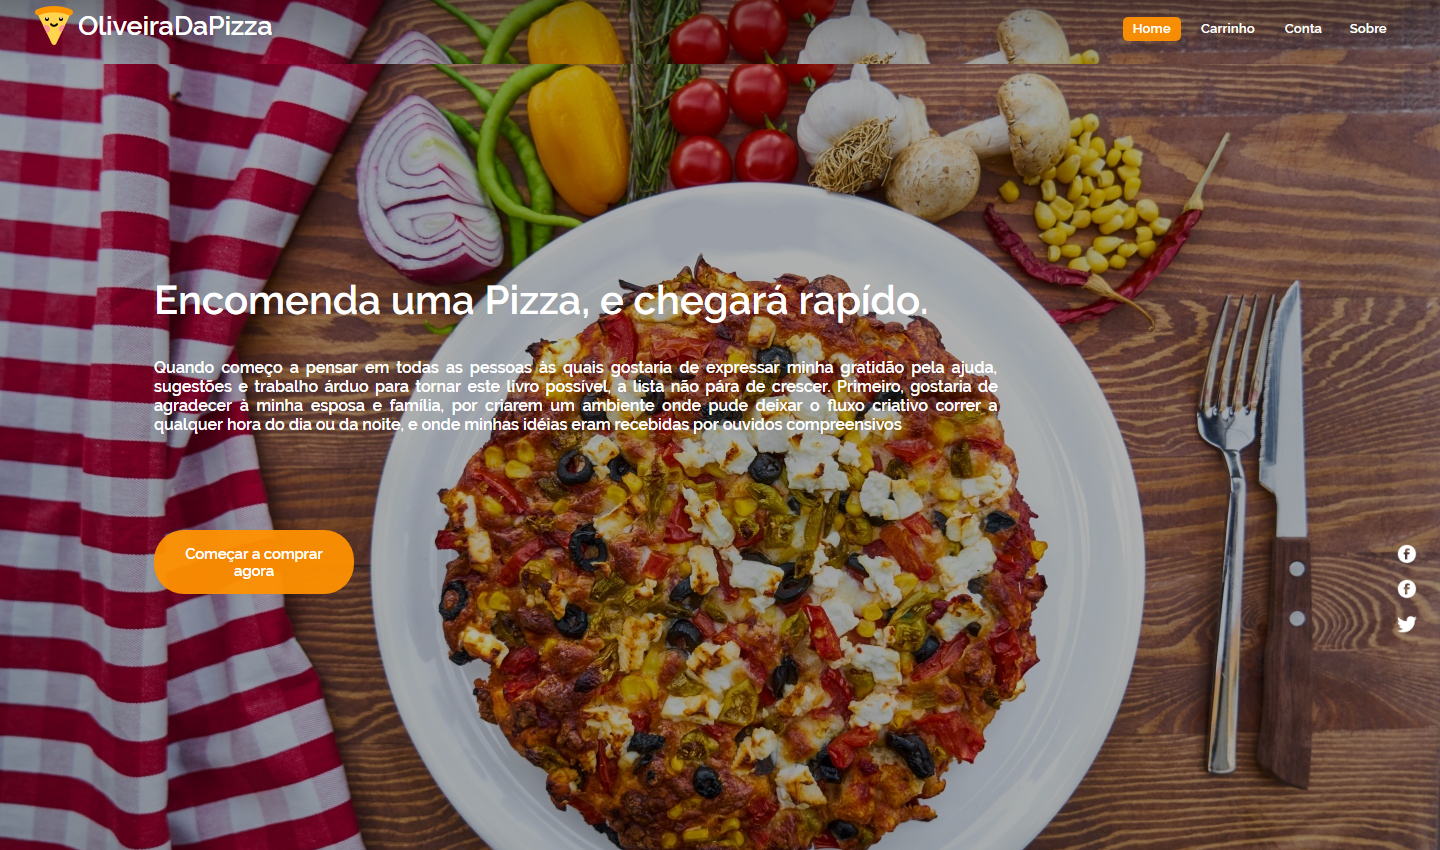 OliveiraDaPizza
Home Carrinho Conta Sobre
Encomenda uma Pizza, e chegará rapído.
Quando começo a pensar em todas as pessoas às quais gostaria de expressar minha gratidão pela ajuda,
sugestões e trabalho árduo para tornar este livro possível, a lista não pára de crescer. Primeiro, gostaria de
agradecer à minha esposa e família, por criarem um ambiente onde pude deixar o fluxo criativo correr a
qualquer hora do dia ou da noite, e onde minhas idéias eram recebidas por ouvidos compreensivos
Começar a comprar
agora